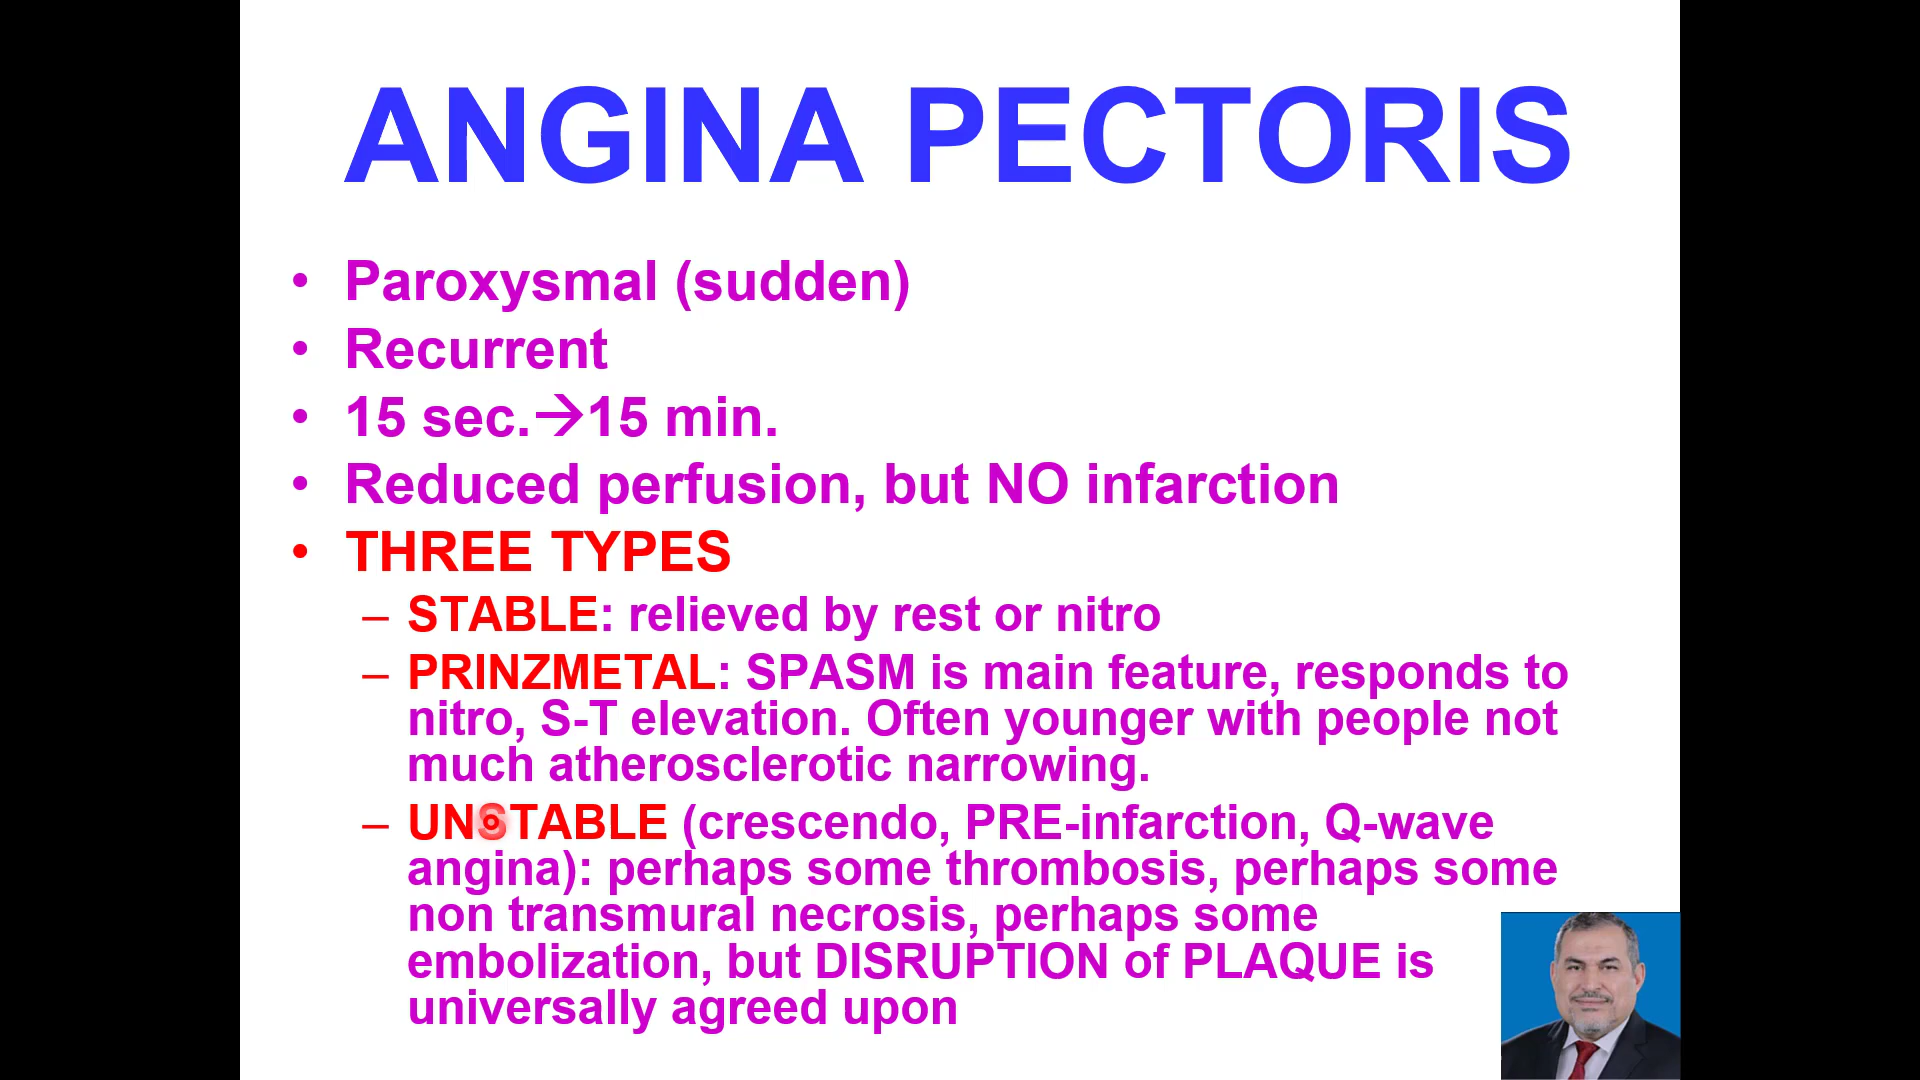 ANGINA PECTORIS
• Paroxysmal (sudden)
• Recurrent
• 15 sec.→15 min.
• Reduced perfusion, but NO infarction
• THREE TYPES
– STABLE: relieved by rest or nitro
– PRINZMETAL: SPASM is main feature, responds to
nitro, S-T elevation. Often younger with people not
much atherosclerotic narrowing.
– UNSTABLE (crescendo, PRE-infarction, Q-wave
angina): perhaps some thrombosis, perhaps some
non transmural necrosis, perhaps some
embolization, but DISRUPTION of PLAQUE is
universally agreed upon